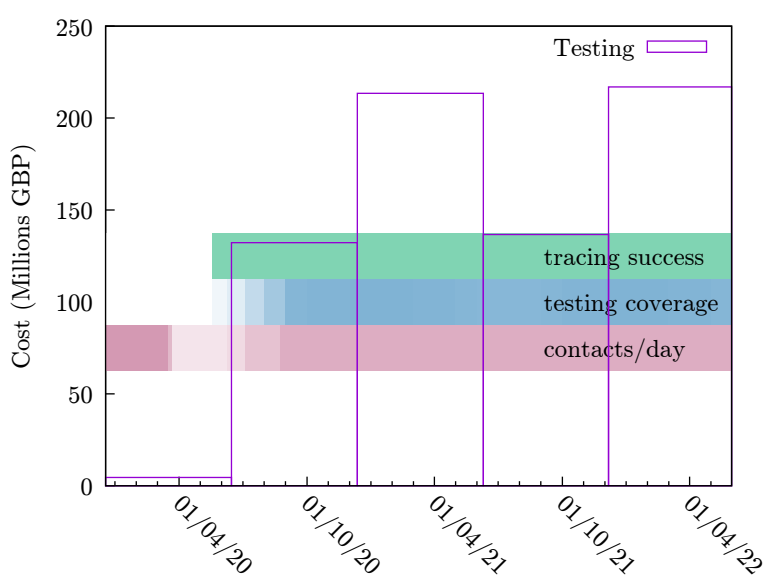 250
Testing
200
150
100
50
0
Cost (Millions GBP)
tracing success
testing coverage
contacts/day
01/04/20
01/10/20
01/04/21
01/10/21
01/04/22